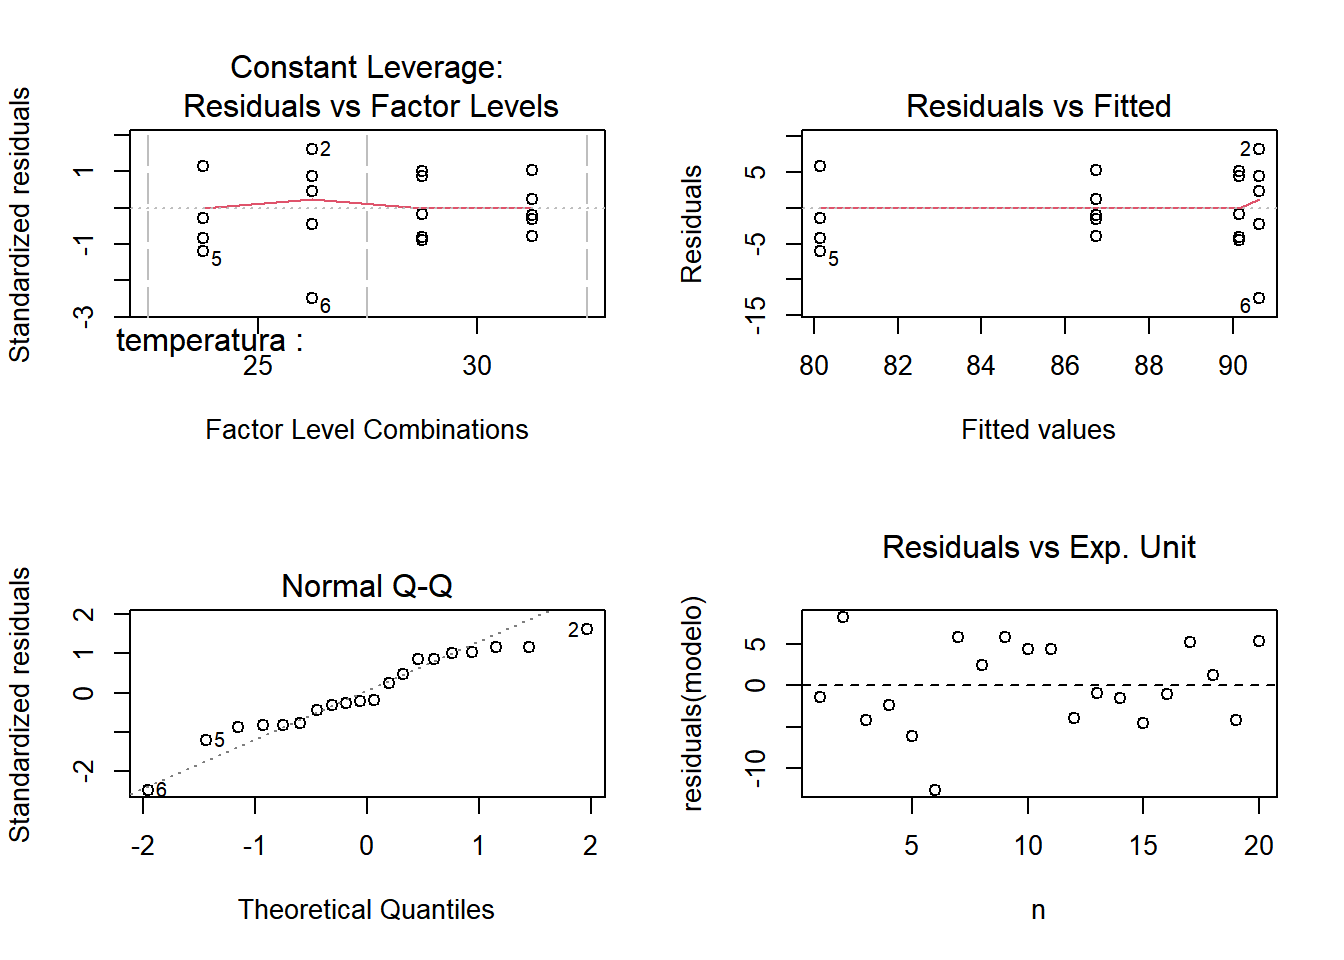 Constant Leverage:
Residuals vs Factor Levels
Standardized residuals
1
-1
-3
2
5
6
temperatura :
25 30
Factor Level Combinations
Residuals vs Fitted
Residuals
5
-5
-15
2
5
6
80 82 84 86 88 90
Fitted values
Normal Q-Q
Standardized residuals
2
1
0
-2
2
5
6
-2 -1 0 1 2
Theoretical Quantiles
Residuals vs Exp. Unit
residuals(modelo)
5
0
-10
5 10 15 20
n